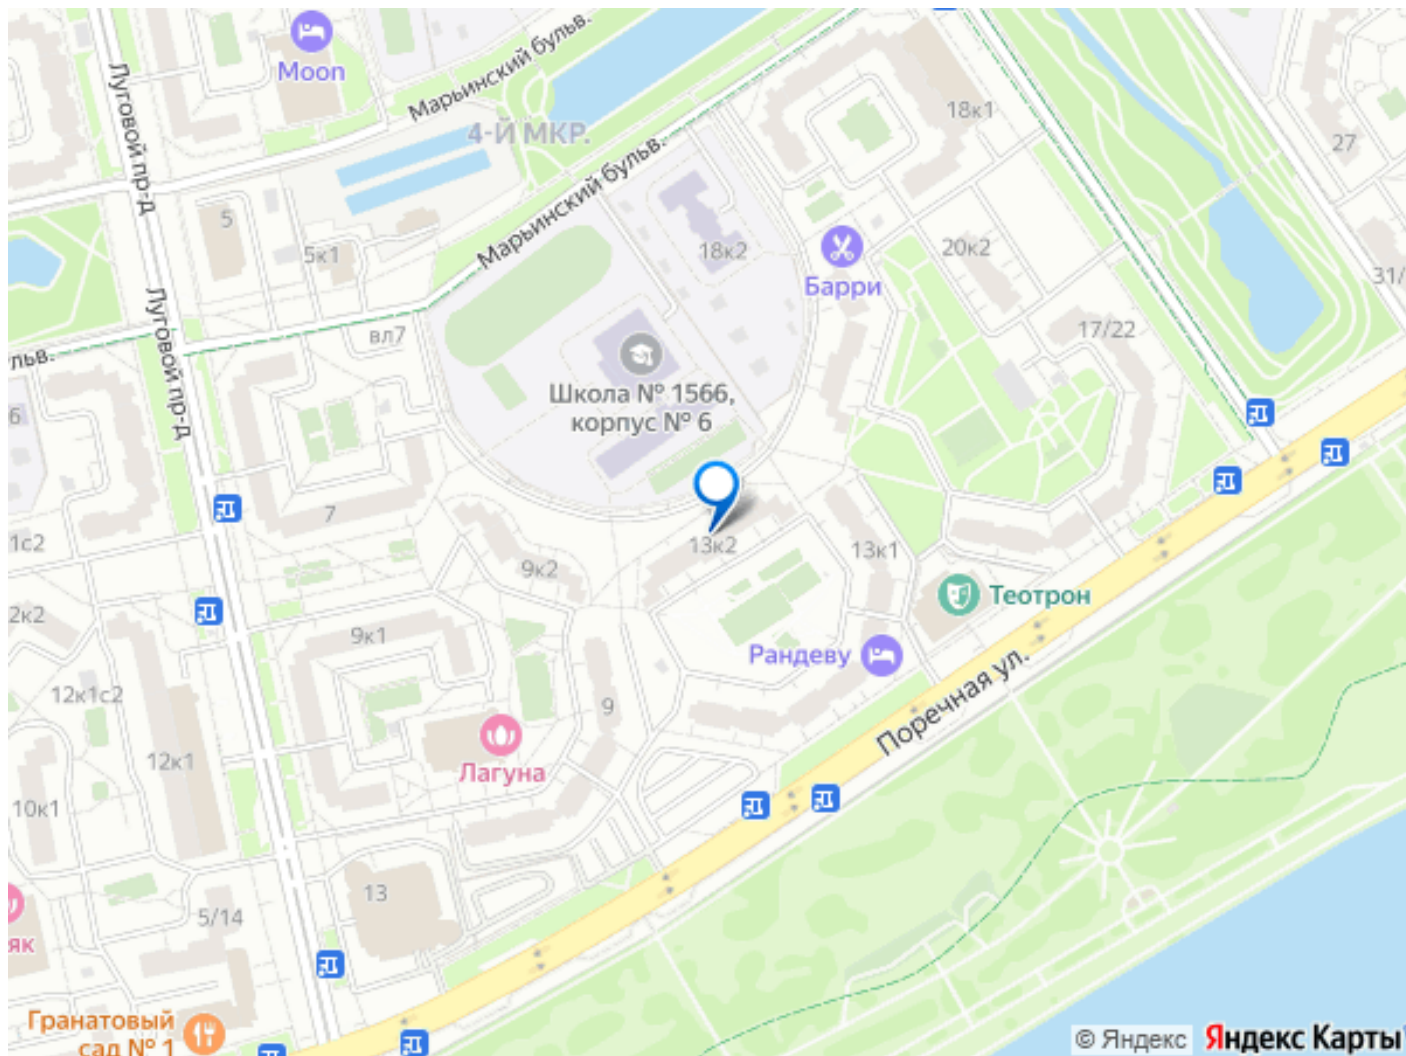 Moon
Марьинский бульв.
4-Й МКР.
Луговой пр-д
18к1
27
5
5к1
Марьинский бульв.
18к2
20к2
Барри
31/
Луговой пр-д
вл7
17/22
льв.
6
Школа № 1566,
корпус № 6
7
1с2
9к2
13к2
13к1
Теотрон
2к2
9к1
Рандеву
12к1с2
9
Поречная ул.
12к1
Лагуна
10к1
13
5/14
як
Гранатовый
сад № 1
© Яндекс
Яндекс Карты